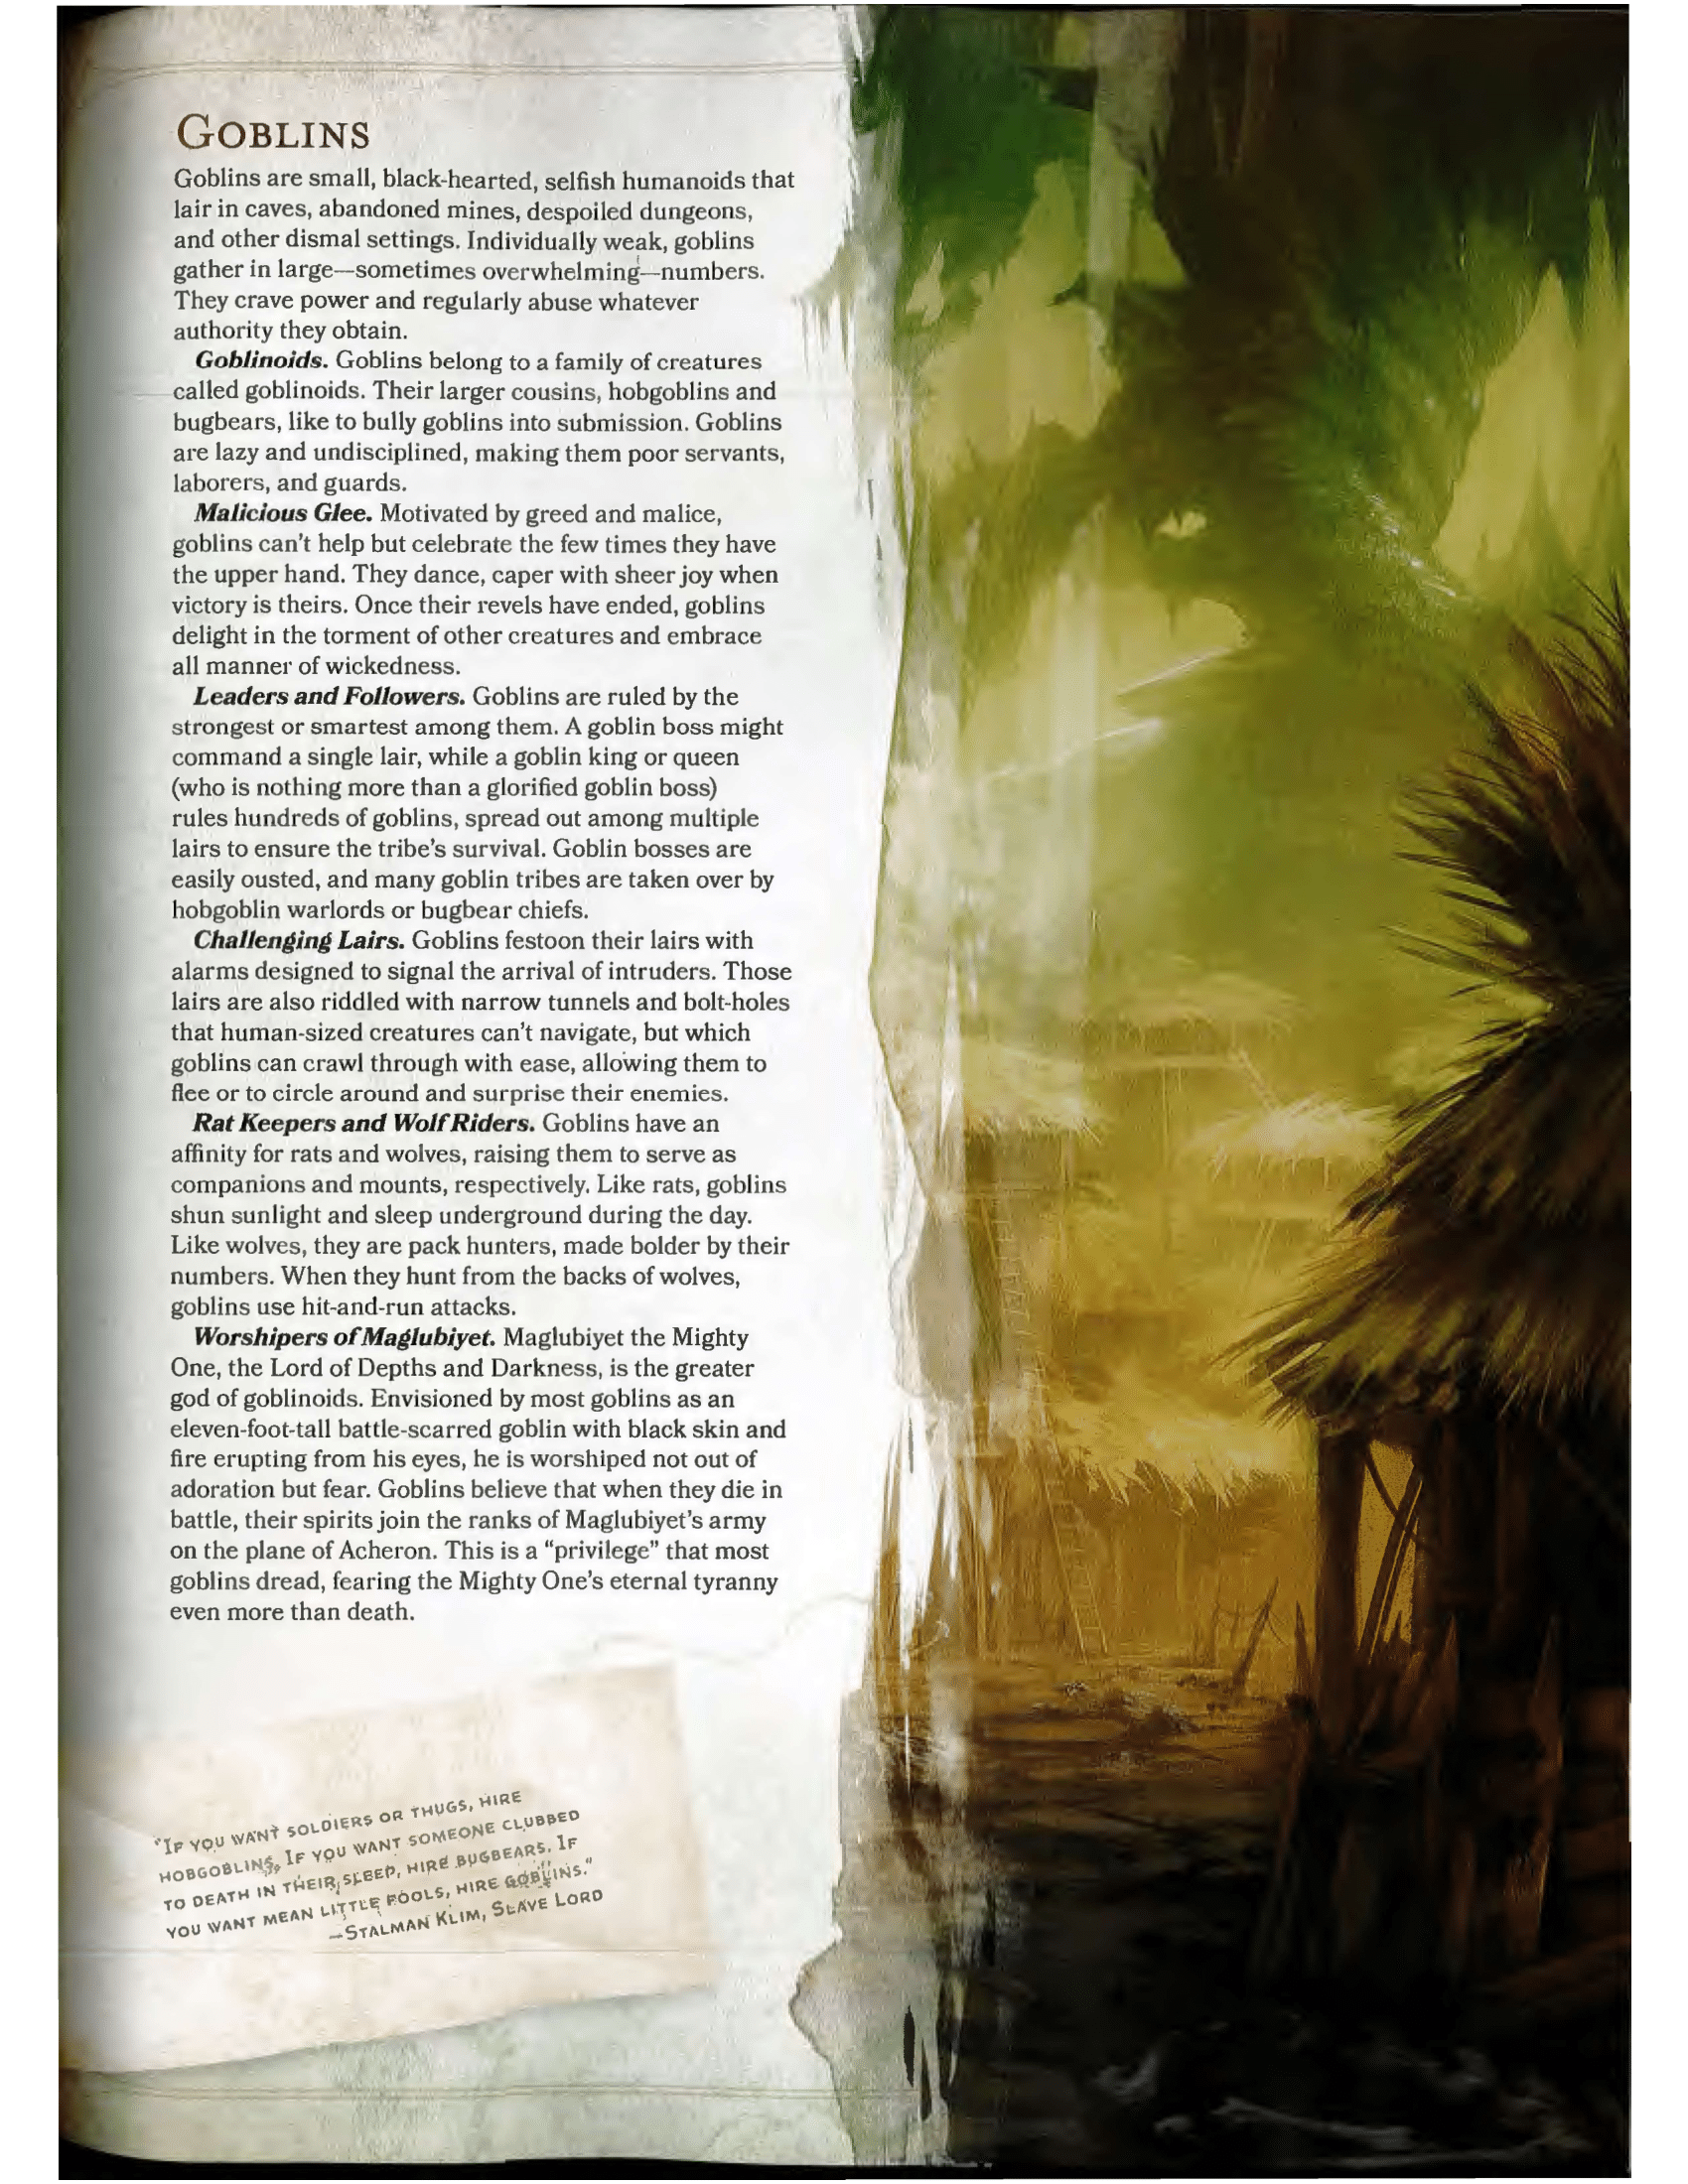 GOBLINS
Goblins are small, black-hearted, selfish humanoids that
lair in caves, abandoned mines, despoiled dungeons,
and other dismal settings. Individually weak, goblins
gather in large—sometimes overwhelming—numbers.
They crave power and regularly abuse whatever
authority they obtain.
Goblinoids. Goblins belong to a family of creatures
called goblinoids. Their larger cousins, hobgoblins and
bugbears, like to bully goblins into submission. Goblins
are lazy and undisciplined, making them poor servants,
laborers, and guards.
Malicious Glee. Motivated by greed and malice,
goblins can't help but celebrate the few times they have
the upper hand. They dance, caper with sheer joy when
victory is theirs. Once their revels have ended, goblins
delight in the torment of other creatures and embrace
all manner of wickedness.
Leaders and Followers. Goblins are ruled by the
strongest or smartest among them. A goblin boss might
command a single lair, while a goblin king or queen
(who is nothing more than a glorified goblin boss)
rules hundreds of goblins, spread out among multiple
lairs to ensure the tribe's survival. Goblin bosses are
easily ousted, and many goblin tribes are taken over by
hobgoblin warlords or bugbear chiefs.
Challenging Lairs. Goblins festoon their lairs with
alarms designed to signal the arrival of intruders. Those
lairs are also riddled with narrow tunnels and bolt-holes
that human-sized creatures can't navigate, but which
goblins can crawl through with ease, allowing them to
flee or to circle around and surprise their enemies.
Rat Keepers and Wolf Riders. Goblins have an
affinity for rats and wolves, raising them to serve as
companions and mounts, respectively. Like rats, goblins
shun sunlight and sleep underground during the day.
Like wolves, they are pack hunters, made bolder by their
numbers. When they hunt from the backs of wolves,
goblins use hit-and-run attacks.
Worshipers of Maglubiyet. Maglubiyet the Mighty
One, the Lord of Depths and Darkness, is the greater
god of goblinoids. Envisioned by most goblins as an
eleven-foot-tall battle-scarred goblin with black skin and
fire erupting from his eyes, he is worshiped not out of
adoration but fear. Goblins believe that when they die in
battle, their spirits join the ranks of Maglubiyet's army
on the plane of Acheron. This is a "privilege" that most
goblins dread, fearing the Mighty One's eternal tyranny
even more than death.
"IF YOU WANT SOLDIERS OR THUGS, HIRE
HOBGOBLINS. IF YOU WANT SOMEONE CLUBBED
TO DEATH IN THEIR SLEEP, HIRE BUGBEARS. IF
YOU WANT MEAN LITTLE FOOLS, HIRE GOBLINS."
—STALMAN KLIM, SLAVE LORD